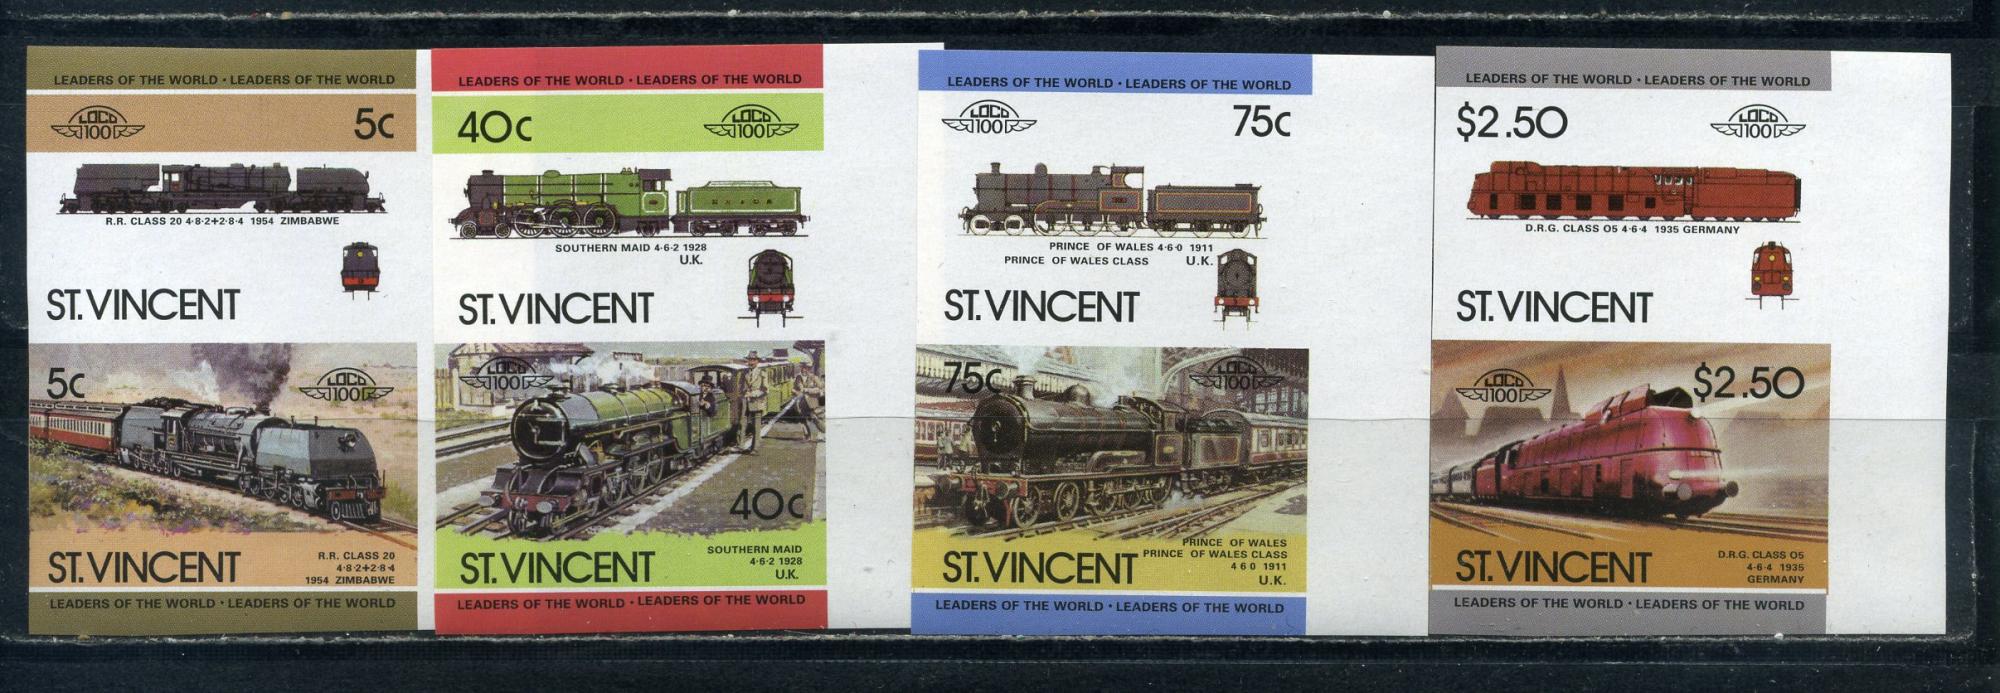 LEADERS OF THE WORLD · LEADERS OF THE WORLD
LOCO
100
5c
R.R. CLASS 20 4·8·2+2·8·4 1954 ZIMBABWE
ST. VINCENT
5c
LOCO
100
ST. VINCENT
R.R. CLASS 20
4·8·2+2·8·4
1954 ZIMBABWE
LEADERS OF THE WORLD · LEADERS OF THE WORLD
LEADERS OF THE WORLD · LEADERS OF THE WORLD
40c
LOCO
100
SOUTHERN MAID 4·6·2 1928
U.K.
ST. VINCENT
LOCO
100
40c
ST. VINCENT
SOUTHERN MAID
4·6·2 1928
U.K.
LEADERS OF THE WORLD · LEADERS OF THE WORLD
LEADERS OF THE WORLD · LEADERS OF THE WORLD
LOCO
100
75c
PRINCE OF WALES 4·6·0 1911
PRINCE OF WALES CLASS U.K.
ST. VINCENT
75c
LOCO
100
ST. VINCENT
PRINCE OF WALES
PRINCE OF WALES CLASS
4 6 0 1911
U.K.
LEADERS OF THE WORLD · LEADERS OF THE WORLD
LEADERS OF THE WORLD · LEADERS OF THE WORLD
$2.50
LOCO
100
D.R.G. CLASS 05 4·6·4 1935 GERMANY
ST. VINCENT
LOCO
100
$2.50
ST. VINCENT
D.R.G. CLASS 05
4·6·4 1935
GERMANY
LEADERS OF THE WORLD · LEADERS OF THE WORLD